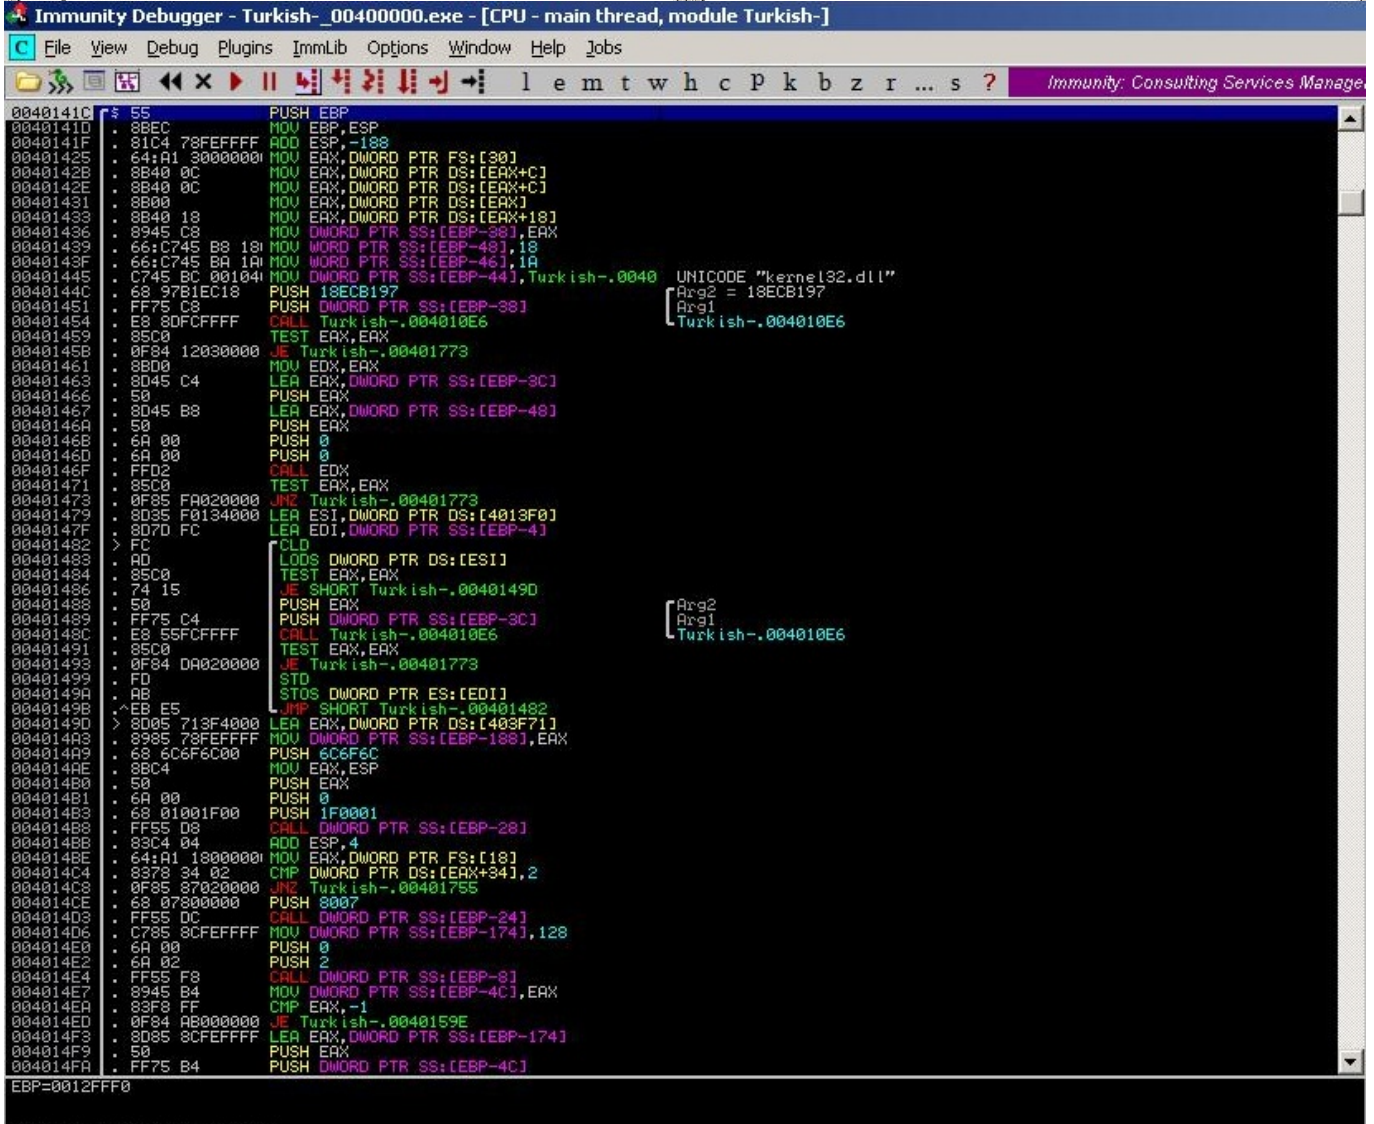 Immunity Debugger - Turkish-_00400000.exe - [CPU - main thread, module Turkish-]
C File View Debug Plugins ImmLib Options Window Help Jobs
l e m t w h c P k b z r ... s ? Immunity: Consulting Services Manage
0040141C $ 55 PUSH EBP
0040141D . 8BEC MOV EBP,ESP
0040141F . 81C4 78FEFFFF ADD ESP,-188
00401425 . 64:A1 30000000 MOV EAX,DWORD PTR FS:[30]
0040142B . 8B40 0C MOV EAX,DWORD PTR DS:[EAX+C]
0040142E . 8B40 0C MOV EAX,DWORD PTR DS:[EAX+C]
00401431 . 8B00 MOV EAX,DWORD PTR DS:[EAX]
00401433 . 8B40 18 MOV EAX,DWORD PTR DS:[EAX+18]
00401436 . 8945 C8 MOV DWORD PTR SS:[EBP-38],EAX
00401439 . 66:C745 B8 18 MOV WORD PTR SS:[EBP-48],18
0040143F . 66:C745 BA 1A MOV WORD PTR SS:[EBP-46],1A
00401445 . C745 BC 00104 MOV DWORD PTR SS:[EBP-44],Turkish-.0040 UNICODE "kernel32.dll"
0040144C . 68 97B1EC18 PUSH 18ECB197 Arg2 = 18ECB197
00401451 . FF75 C8 PUSH DWORD PTR SS:[EBP-38] Arg1
00401454 . E8 8DFCFFFF CALL Turkish-.004010E6 Turkish-.004010E6
00401459 . 85C0 TEST EAX,EAX
0040145B . 0F84 12030000 JE Turkish-.00401773
00401461 . 8BD0 MOV EDX,EAX
00401463 . 8D45 C4 LEA EAX,DWORD PTR SS:[EBP-3C]
00401466 . 50 PUSH EAX
00401467 . 8D45 B8 LEA EAX,DWORD PTR SS:[EBP-48]
0040146A . 50 PUSH EAX
0040146B . 6A 00 PUSH 0
0040146D . 6A 00 PUSH 0
0040146F . FFD2 CALL EDX
00401471 . 85C0 TEST EAX,EAX
00401473 . 0F85 FA020000 JNZ Turkish-.00401773
00401479 . 8D35 F0134000 LEA ESI,DWORD PTR DS:[4013F0]
0040147F . 8D7D FC LEA EDI,DWORD PTR SS:[EBP-4]
00401482 > FC CLD
00401483 . AD LODS DWORD PTR DS:[ESI]
00401484 . 85C0 TEST EAX,EAX
00401486 . 74 15 JE SHORT Turkish-.0040149D
00401488 . 50 PUSH EAX Arg2
00401489 . FF75 C4 PUSH DWORD PTR SS:[EBP-3C] Arg1
0040148C . E8 55FCFFFF CALL Turkish-.004010E6 Turkish-.004010E6
00401491 . 85C0 TEST EAX,EAX
00401493 . 0F84 DA020000 JE Turkish-.00401773
00401499 . FD STD
0040149A . AB STOS DWORD PTR ES:[EDI]
0040149B .^EB E5 JMP SHORT Turkish-.00401482
0040149D > 8D05 713F4000 LEA EAX,DWORD PTR DS:[403F71]
004014A3 . 8985 78FEFFFF MOV DWORD PTR SS:[EBP-188],EAX
004014A9 . 68 6C6F6C00 PUSH 6C6F6C
004014AE . 8BC4 MOV EAX,ESP
004014B0 . 50 PUSH EAX
004014B1 . 6A 00 PUSH 0
004014B3 . 68 01001F00 PUSH 1F0001
004014B8 . FF55 D8 CALL DWORD PTR SS:[EBP-28]
004014BB . 83C4 04 ADD ESP,4
004014BE . 64:A1 18000000 MOV EAX,DWORD PTR FS:[18]
004014C4 . 8378 34 02 CMP DWORD PTR DS:[EAX+34],2
004014C8 . 0F85 87020000 JNZ Turkish-.00401755
004014CE . 68 07800000 PUSH 8007
004014D3 . FF55 DC CALL DWORD PTR SS:[EBP-24]
004014D6 . C785 8CFEFFFF MOV DWORD PTR SS:[EBP-174],128
004014E0 . 6A 00 PUSH 0
004014E2 . 6A 02 PUSH 2
004014E4 . FF55 F8 CALL DWORD PTR SS:[EBP-8]
004014E7 . 8945 B4 MOV DWORD PTR SS:[EBP-4C],EAX
004014EA . 83F8 FF CMP EAX,-1
004014ED . 0F84 AB000000 JE Turkish-.0040159E
004014F3 . 8D85 8CFEFFFF LEA EAX,DWORD PTR SS:[EBP-174]
004014F9 . 50 PUSH EAX
004014FA . FF75 B4 PUSH DWORD PTR SS:[EBP-4C]
EBP=0012FFF0